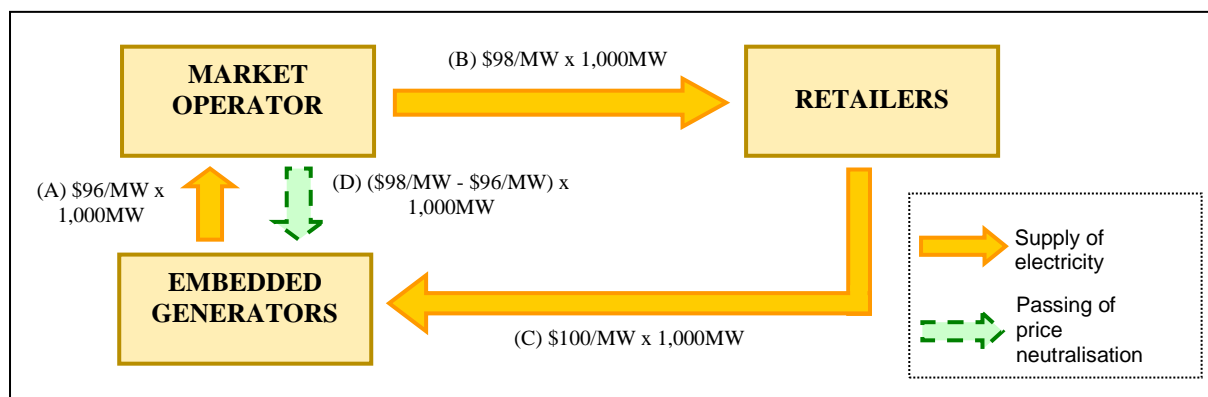 MARKET
OPERATOR
(B) $98/MW x 1,000MW
RETAILERS
(A) $96/MW x
1,000MW
(D) ($98/MW - $96/MW) x
1,000MW
EMBEDDED
GENERATORS
(C) $100/MW x 1,000MW
Supply of
electricity
Passing of
price
neutralisation